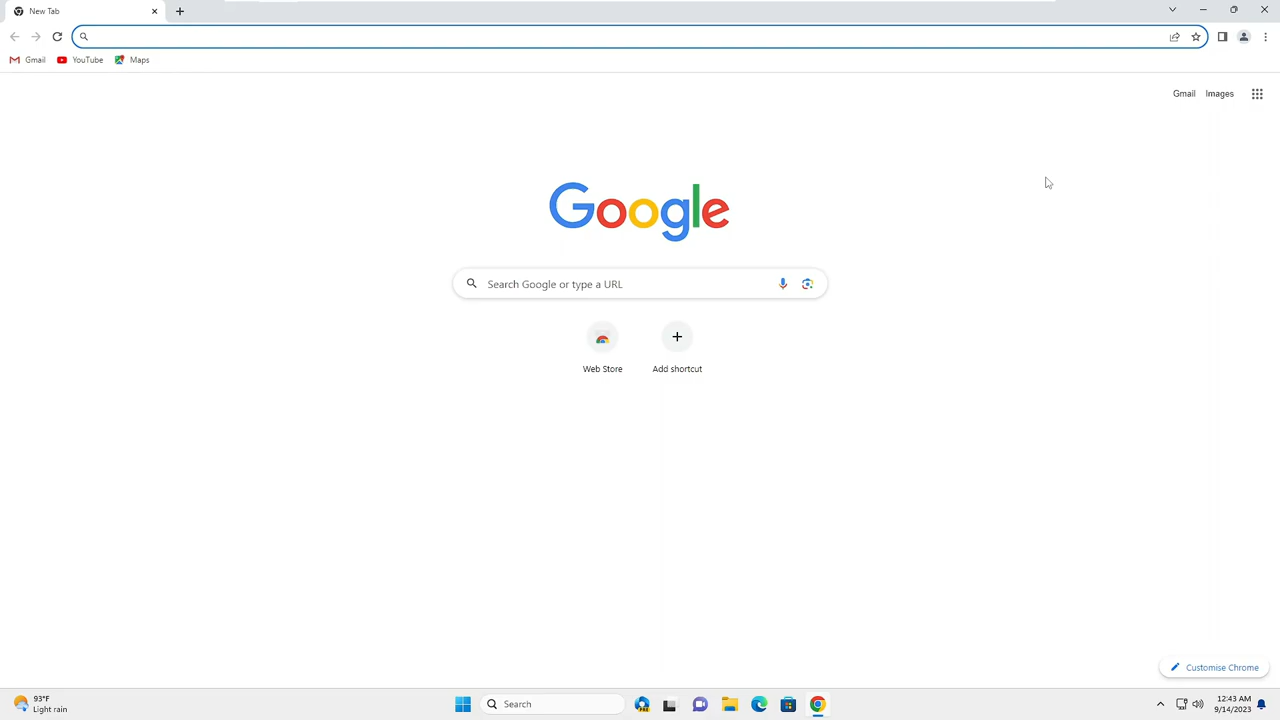 New Tab
Gmail YouTube Maps
Gmail Images
Google
Search Google or type a URL
Web Store Add shortcut
Customise Chrome
93°F
Light rain
Search
12:43 AM
9/14/2023